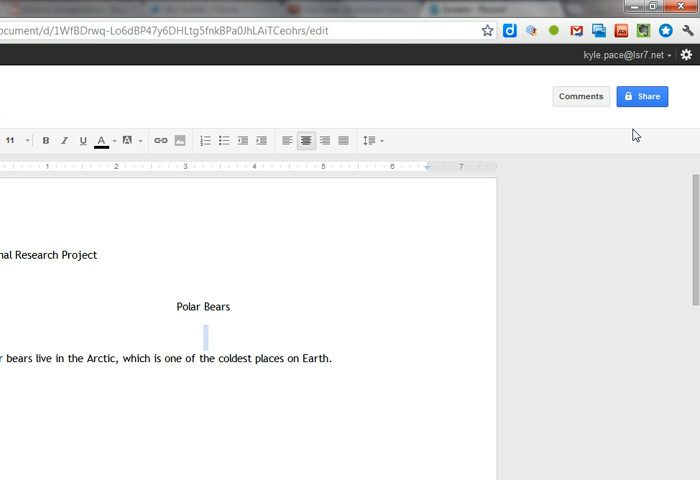 ocument/d/1WfBDrwq-Lo6dBP47y6DHLtg5fnkBPa0JhLAiTCeohrs/edit
kyle.pace@lsr7.net
Comments Share
11 B I U A A
1 2 3 4 5 6 7
nal Research Project
Polar Bears
r bears live in the Arctic, which is one of the coldest places on Earth.